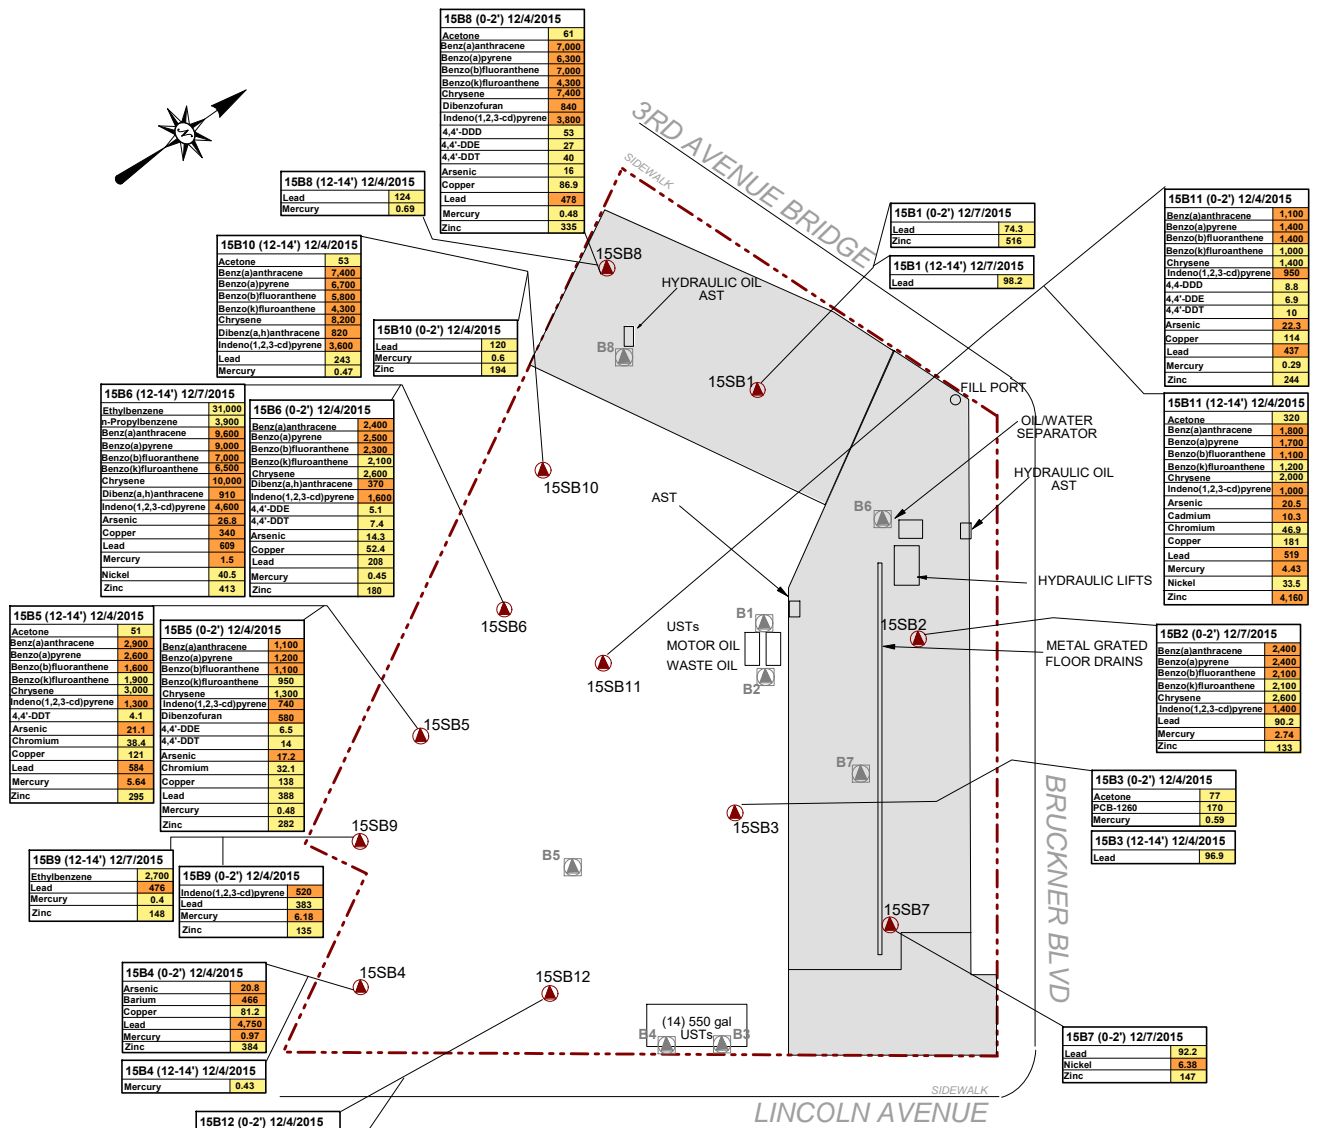 15B8 (0-2') 12/4/2015
Acetone 61
Benz(a)anthracene 7,000
Benzo(a)pyrene 6,300
Benzo(b)fluoranthene 7,000
Benzo(k)fluroanthene 4,300
Chrysene 7,400
Dibenzofuran 840
Indeno(1,2,3-cd)pyrene 3,800
4,4'-DDD 53
4,4'-DDE 27
4,4'-DDT 40
Arsenic 16
Copper 86.9
Lead 478
Mercury 0.48
Zinc 335
N
15B8 (12-14') 12/4/2015
Lead 124
Mercury 0.69
15B10 (12-14') 12/4/2015
Acetone 53
Benz(a)anthracene 7,400
Benzo(a)pyrene 6,700
Benzo(b)fluoranthene 5,800
Benzo(k)fluroanthene 4,300
Chrysene 8,200
Dibenz(a,h)anthracene 820
Indeno(1,2,3-cd)pyrene 3,600
Lead 243
Mercury 0.47
15B10 (0-2') 12/4/2015
Lead 120
Mercury 0.6
Zinc 194
15B6 (12-14') 12/7/2015
Ethylbenzene 31,000
n-Propylbenzene 3,900
Benz(a)anthracene 9,600
Benzo(a)pyrene 9,000
Benzo(b)fluoranthene 7,000
Benzo(k)fluroanthene 6,500
Chrysene 10,000
Dibenz(a,h)anthracene 910
Indeno(1,2,3-cd)pyrene 4,600
Arsenic 26.8
Copper 340
Lead 609
Mercury 1.5
Nickel 40.5
Zinc 413
15B6 (0-2') 12/4/2015
Benz(a)anthracene 2,400
Benzo(a)pyrene 2,500
Benzo(b)fluoranthene 2,300
Benzo(k)fluroanthene 2,100
Chrysene 2,600
Dibenz(a,h)anthracene 370
Indeno(1,2,3-cd)pyrene 1,600
4,4'-DDE 5.1
4,4'-DDT 7.4
Arsenic 14.3
Copper 52.4
Lead 208
Mercury 0.45
Zinc 180
15B5 (12-14') 12/4/2015
Acetone 51
Benz(a)anthracene 2,900
Benzo(a)pyrene 2,600
Benzo(b)fluoranthene 1,600
Benzo(k)fluroanthene 1,900
Chrysene 3,000
Indeno(1,2,3-cd)pyrene 1,300
4,4'-DDT 4.1
Arsenic 21.1
Chromium 38.4
Copper 121
Lead 584
Mercury 5.64
Zinc 295
15B5 (0-2') 12/4/2015
Benz(a)anthracene 1,100
Benzo(a)pyrene 1,200
Benzo(b)fluoranthene 1,100
Benzo(k)fluroanthene 950
Chrysene 1,300
Indeno(1,2,3-cd)pyrene 740
Dibenzofuran 580
4,4'-DDE 6.5
4,4'-DDT 14
Arsenic 17.2
Chromium 32.1
Copper 138
Lead 388
Mercury 0.48
Zinc 282
15B9 (12-14') 12/7/2015
Ethylbenzene 2,700
Lead 476
Mercury 0.4
Zinc 148
15B9 (0-2') 12/4/2015
Indeno(1,2,3-cd)pyrene 520
Lead 383
Mercury 6.18
Zinc 135
15B4 (0-2') 12/4/2015
Arsenic 20.8
Barium 466
Copper 81.2
Lead 4,750
Mercury 0.97
Zinc 384
15B4 (12-14') 12/4/2015
Mercury 0.43
15B12 (0-2') 12/4/2015
3RD AVENUE BRIDGE
SIDEWALK
15SB8
HYDRAULIC OIL
AST
B8
15SB1
15SB10
FILL PORT
OIL/WATER
SEPARATOR
HYDRAULIC OIL
AST
AST
B6
HYDRAULIC LIFTS
15SB6
B1
USTs
MOTOR OIL
WASTE OIL
B2
15SB2
METAL GRATED
FLOOR DRAINS
15SB11
15SB5
B7
15SB3
15SB9
B5
15SB7
15SB4
15SB12
(14) 550 gal
USTs
B4
B3
BRUCKNER BLVD
SIDEWALK
LINCOLN AVENUE
15B1 (0-2') 12/7/2015
Lead 74.3
Zinc 516
15B1 (12-14') 12/7/2015
Lead 98.2
15B11 (0-2') 12/4/2015
Benz(a)anthracene 1,100
Benzo(a)pyrene 1,400
Benzo(b)fluoranthene 1,400
Benzo(k)fluroanthene 1,000
Chrysene 1,400
Indeno(1,2,3-cd)pyrene 950
4,4-DDD 8.8
4,4'-DDE 6.9
4,4'-DDT 10
Arsenic 22.3
Copper 114
Lead 437
Mercury 0.29
Zinc 244
15B11 (12-14') 12/4/2015
Acetone 320
Benz(a)anthracene 1,800
Benzo(a)pyrene 1,700
Benzo(b)fluoranthene 1,100
Benzo(k)fluroanthene 1,200
Chrysene 2,000
Indeno(1,2,3-cd)pyrene 1,000
Arsenic 20.5
Cadmium 10.3
Chromium 46.9
Copper 181
Lead 519
Mercury 4.43
Nickel 33.5
Zinc 4,160
15B2 (0-2') 12/7/2015
Benz(a)anthracene 2,400
Benzo(a)pyrene 2,400
Benzo(b)fluoranthene 2,100
Benzo(k)fluroanthene 2,100
Chrysene 2,600
Indeno(1,2,3-cd)pyrene 1,400
Lead 90.2
Mercury 2.74
Zinc 133
15B3 (0-2') 12/4/2015
Acetone 77
PCB-1260 170
Mercury 0.59
15B3 (12-14') 12/4/2015
Lead 96.9
15B7 (0-2') 12/7/2015
Lead 92.2
Nickel 6.38
Zinc 147